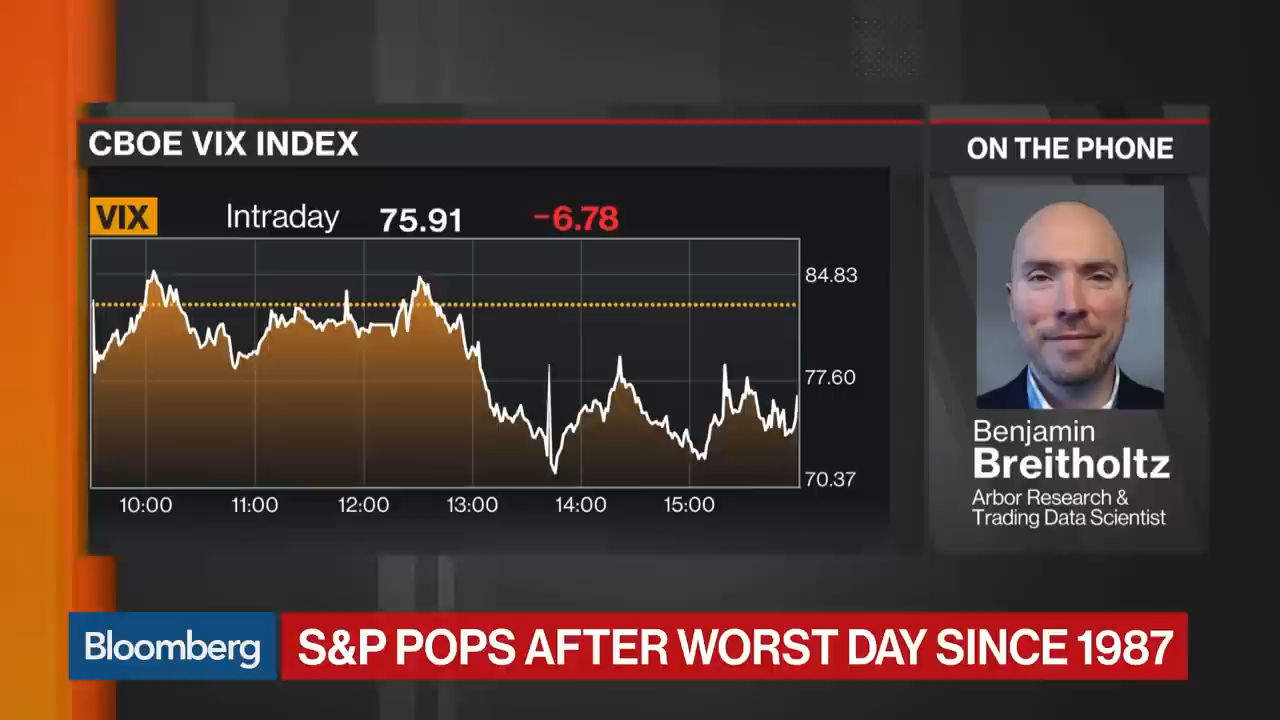 CBOE VIX INDEX
VIX Intraday 75.91 -6.78
84.83
77.60
70.37
10:00 11:00 12:00 13:00 14:00 15:00
ON THE PHONE
Benjamin
Breitholtz
Arbor Research &
Trading Data Scientist
Bloomberg
S&P POPS AFTER WORST DAY SINCE 1987